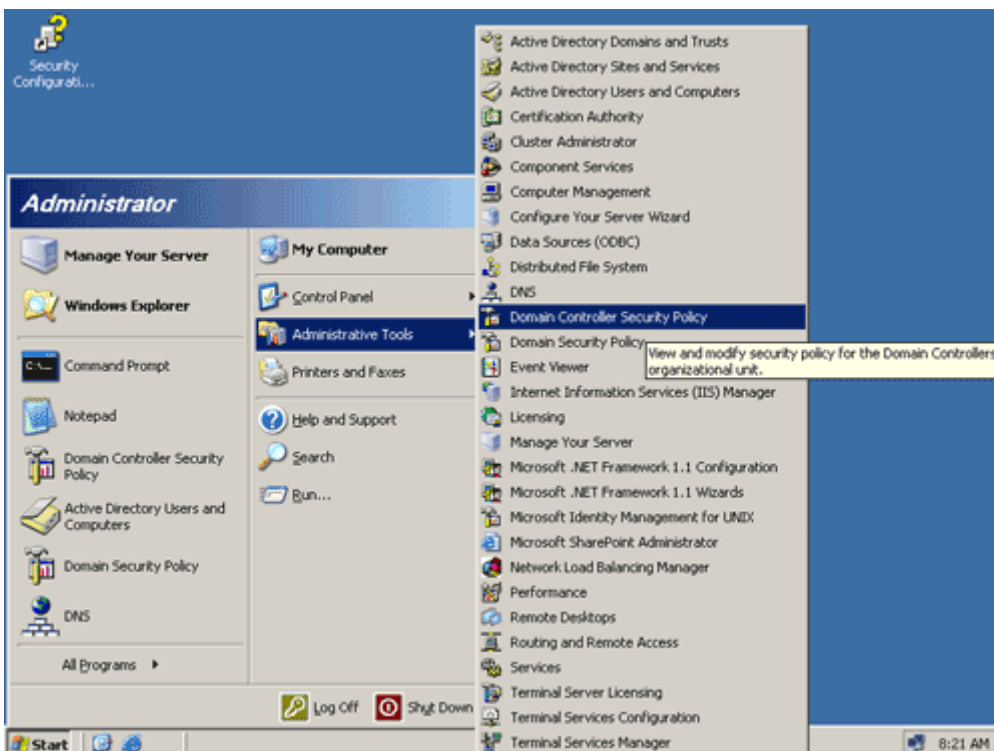 Security
Configurati...
Administrator
Manage Your Server
Windows Explorer
C:\_
Command Prompt
Notepad
Domain Controller Security
Policy
Active Directory Users and
Computers
Domain Security Policy
DNS
All Programs
My Computer
Control Panel
Administrative Tools
Printers and Faxes
Help and Support
Search
Run...
Log Off
Shut Down
Active Directory Domains and Trusts
Active Directory Sites and Services
Active Directory Users and Computers
Certification Authority
Cluster Administrator
Component Services
Computer Management
Configure Your Server Wizard
Data Sources (ODBC)
Distributed File System
DNS
Domain Controller Security Policy
Domain Security Policy
View and modify security policy for the Domain Controllers
organizational unit.
Event Viewer
Internet Information Services (IIS) Manager
Licensing
Manage Your Server
Microsoft .NET Framework 1.1 Configuration
Microsoft .NET Framework 1.1 Wizards
Microsoft Identity Management for UNIX
Microsoft SharePoint Administrator
Network Load Balancing Manager
Performance
Remote Desktops
Routing and Remote Access
Services
Terminal Server Licensing
Terminal Services Configuration
Terminal Services Manager
Start
8:21 AM